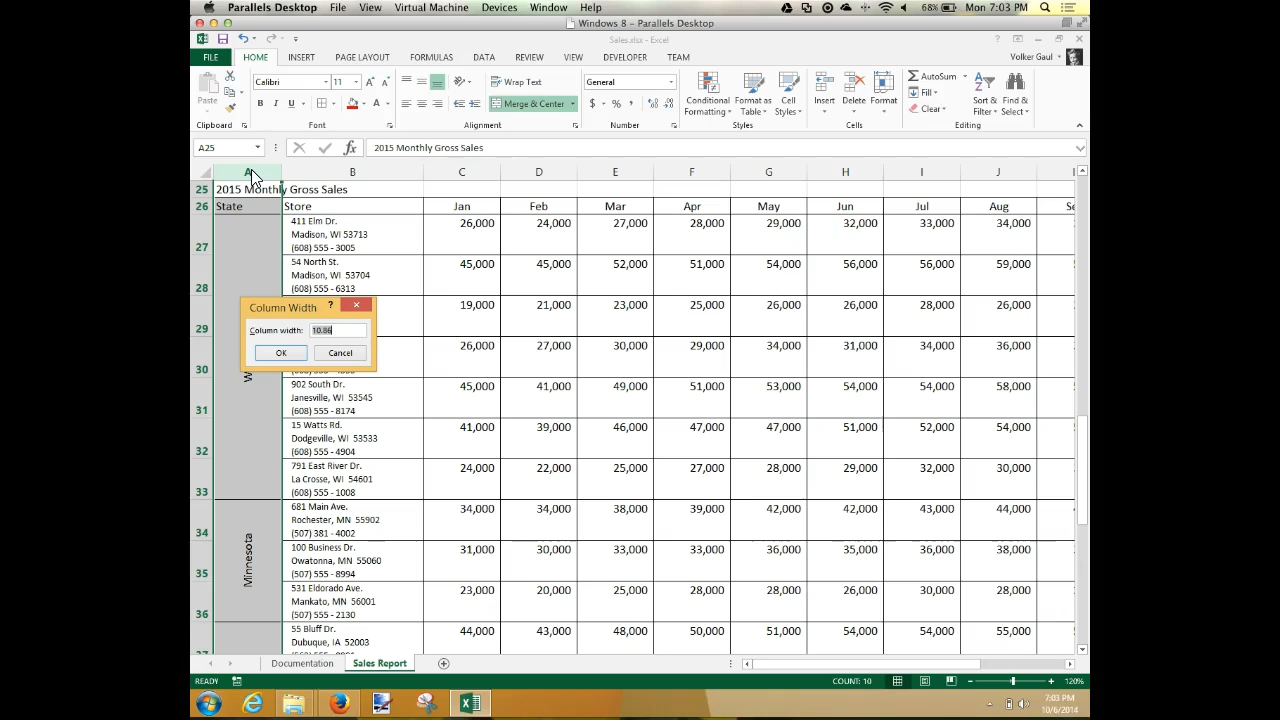 Parallels Desktop File View Virtual Machine Devices Window Help 68% Mon 7:03 PM
Windows 8 – Parallels Desktop
Sales.xlsx - Excel
FILE HOME INSERT PAGE LAYOUT FORMULAS DATA REVIEW VIEW DEVELOPER TEAM Volker Gaul
Paste Calibri 11 Wrap Text General Conditional Formatting Format as Table Cell Styles Insert Delete Format AutoSum Sort & Filter Find & Select
B I U Merge & Center $ % Fill
Clear
Clipboard Font Alignment Number Styles Cells Editing
A25 fx 2015 Monthly Gross Sales
A B C D E F G H I J
25 2015 Monthly Gross Sales
26 State Store Jan Feb Mar Apr May Jun Jul Aug Se
411 Elm Dr. 26,000 24,000 27,000 28,000 29,000 32,000 33,000 34,000
Madison, WI 53713
27 (608) 555 - 3005
54 North St. 45,000 45,000 52,000 51,000 54,000 56,000 56,000 59,000
Madison, WI 53704
28 (608) 555 - 6313
19,000 21,000 23,000 25,000 26,000 26,000 28,000 26,000
29
26,000 27,000 30,000 29,000 34,000 31,000 34,000 36,000
30
Column Width ?
Column width: 10.86
OK Cancel
902 South Dr. 45,000 41,000 49,000 51,000 53,000 54,000 54,000 58,000
Janesville, WI 53545
31 (608) 555 - 8174
15 Watts Rd. 41,000 39,000 46,000 47,000 47,000 51,000 52,000 54,000
Dodgeville, WI 53533
32 (608) 555 - 4904
791 East River Dr. 24,000 22,000 25,000 27,000 28,000 29,000 32,000 30,000
La Crosse, WI 54601
33 (608) 555 - 1008
681 Main Ave. 34,000 34,000 38,000 39,000 42,000 42,000 43,000 44,000
Rochester, MN 55902
34 (507) 381 - 4002
Minnesota
100 Business Dr. 31,000 30,000 33,000 33,000 36,000 35,000 36,000 38,000
Owatonna, MN 55060
35 (507) 555 - 8994
531 Eldorado Ave. 23,000 20,000 25,000 28,000 28,000 26,000 30,000 28,000
Mankato, MN 56001
36 (507) 555 - 2130
55 Bluff Dr. 44,000 43,000 48,000 50,000 51,000 54,000 54,000 55,000
Dubuque, IA 52003
Documentation Sales Report
READY COUNT: 10 120%
7:03 PM
10/6/2014